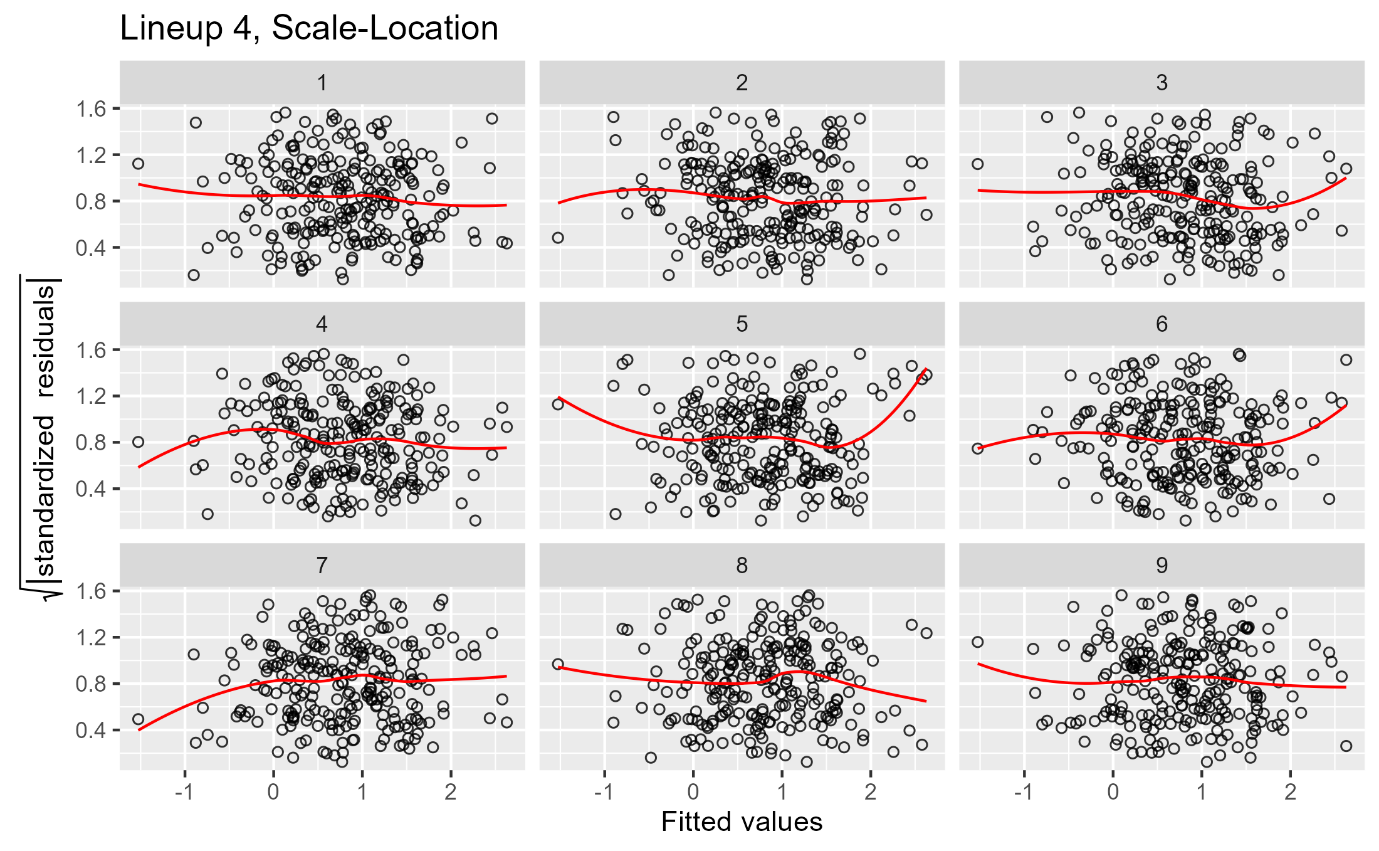 Lineup 4, Scale-Location
1 2 3
1.6
1.2
0.8
0.4
4 5 6
1.6
1.2
0.8
0.4
√|standardized residuals|
7 8 9
1.6
1.2
0.8
0.4
-1 0 1 2 -1 0 1 2 -1 0 1 2
Fitted values